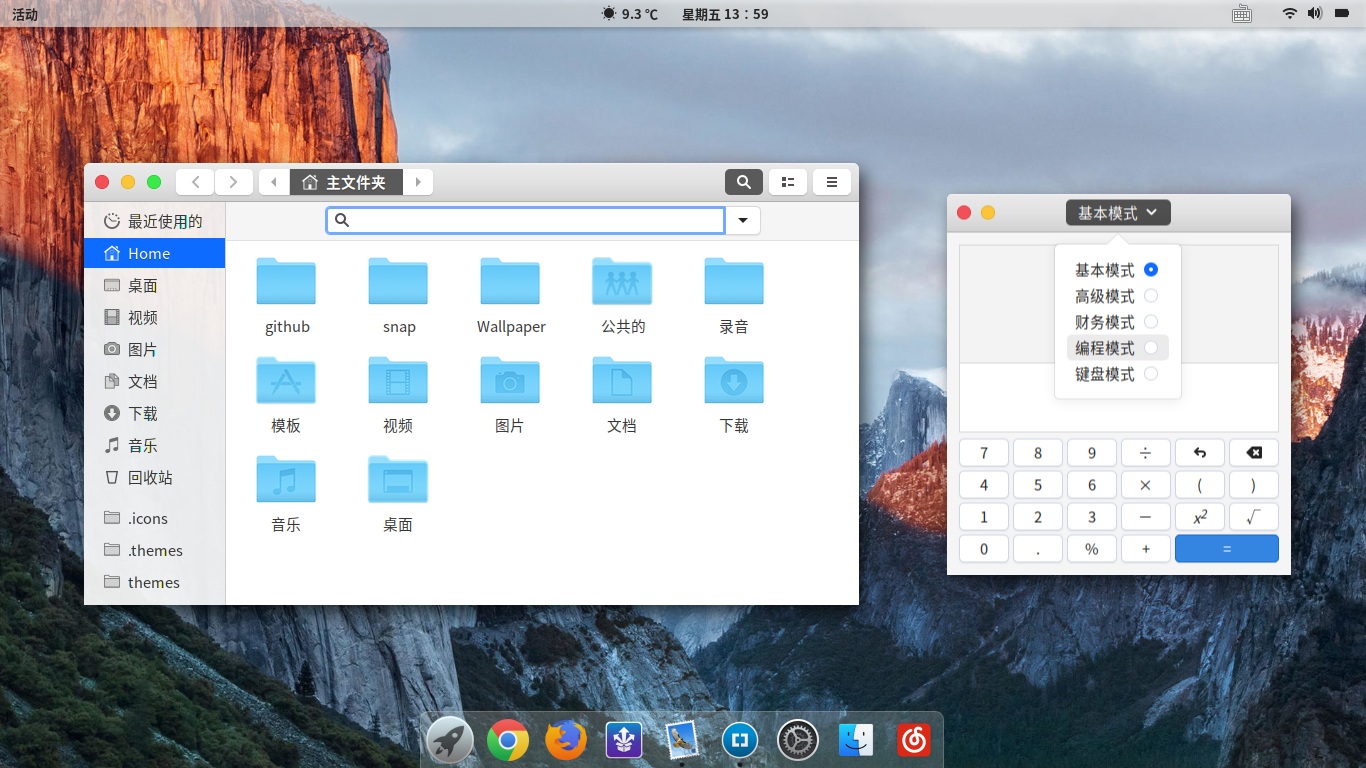 活动
9.3 ℃
星期五 13：59
主文件夹
最近使用的
Home
桌面
视频
图片
文档
下载
音乐
回收站
.icons
.themes
themes
github
snap
Wallpaper
公共的
录音
模板
视频
图片
文档
下载
音乐
桌面
基本模式
基本模式
高级模式
财务模式
编程模式
键盘模式
7 8 9 ÷
4 5 6 × ( )
1 2 3 − x² √
0 . % + =